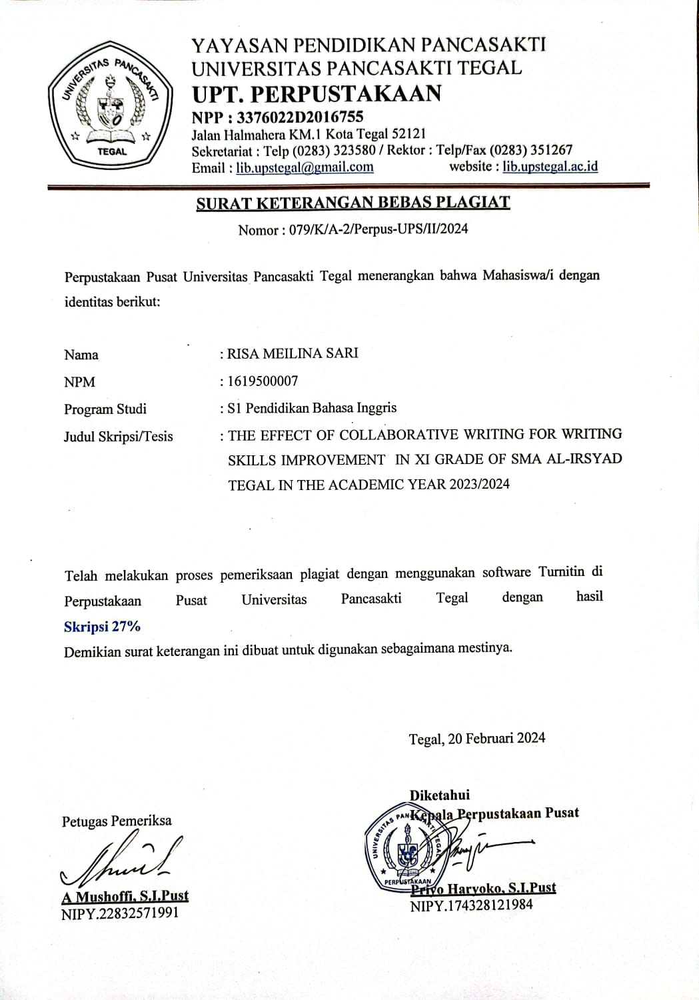 YAYASAN PENDIDIKAN PANCASAKTI
UNIVERSITAS PANCASAKTI TEGAL
UPT. PERPUSTAKAAN
NPP : 3376022D2016755
Jalan Halmahera KM.1 Kota Tegal 52121
Sekretariat : Telp (0283) 323580 / Rektor : Telp/Fax (0283) 351267
Email : lib.upstegal@gmail.com website : lib.upstegal.ac.id
UNIVERSITAS PANCASAKTI
TEGAL
SURAT KETERANGAN BEBAS PLAGIAT
Nomor : 079/K/A-2/Perpus-UPS/II/2024
Perpustakaan Pusat Universitas Pancasakti Tegal menerangkan bahwa Mahasiswa/i dengan
identitas berikut:
Nama : RISA MEILINA SARI
NPM : 1619500007
Program Studi : S1 Pendidikan Bahasa Inggris
Judul Skripsi/Tesis : THE EFFECT OF COLLABORATIVE WRITING FOR WRITING
SKILLS IMPROVEMENT IN XI GRADE OF SMA AL-IRSYAD
TEGAL IN THE ACADEMIC YEAR 2023/2024
Telah melakukan proses pemeriksaan plagiat dengan menggunakan software Turnitin di
Perpustakaan Pusat Universitas Pancasakti Tegal dengan hasil
Skripsi 27%
Demikian surat keterangan ini dibuat untuk digunakan sebagaimana mestinya.
Tegal, 20 Februari 2024
Diketahui
Kepala Perpustakaan Pusat
Petugas Pemeriksa
UNIVERSITAS PANCASAKTI TEGAL
PERPUSTAKAAN
Priyo Haryoko, S.I.Pust
NIPY.174328121984
A Mushoffi, S.I.Pust
NIPY.22832571991